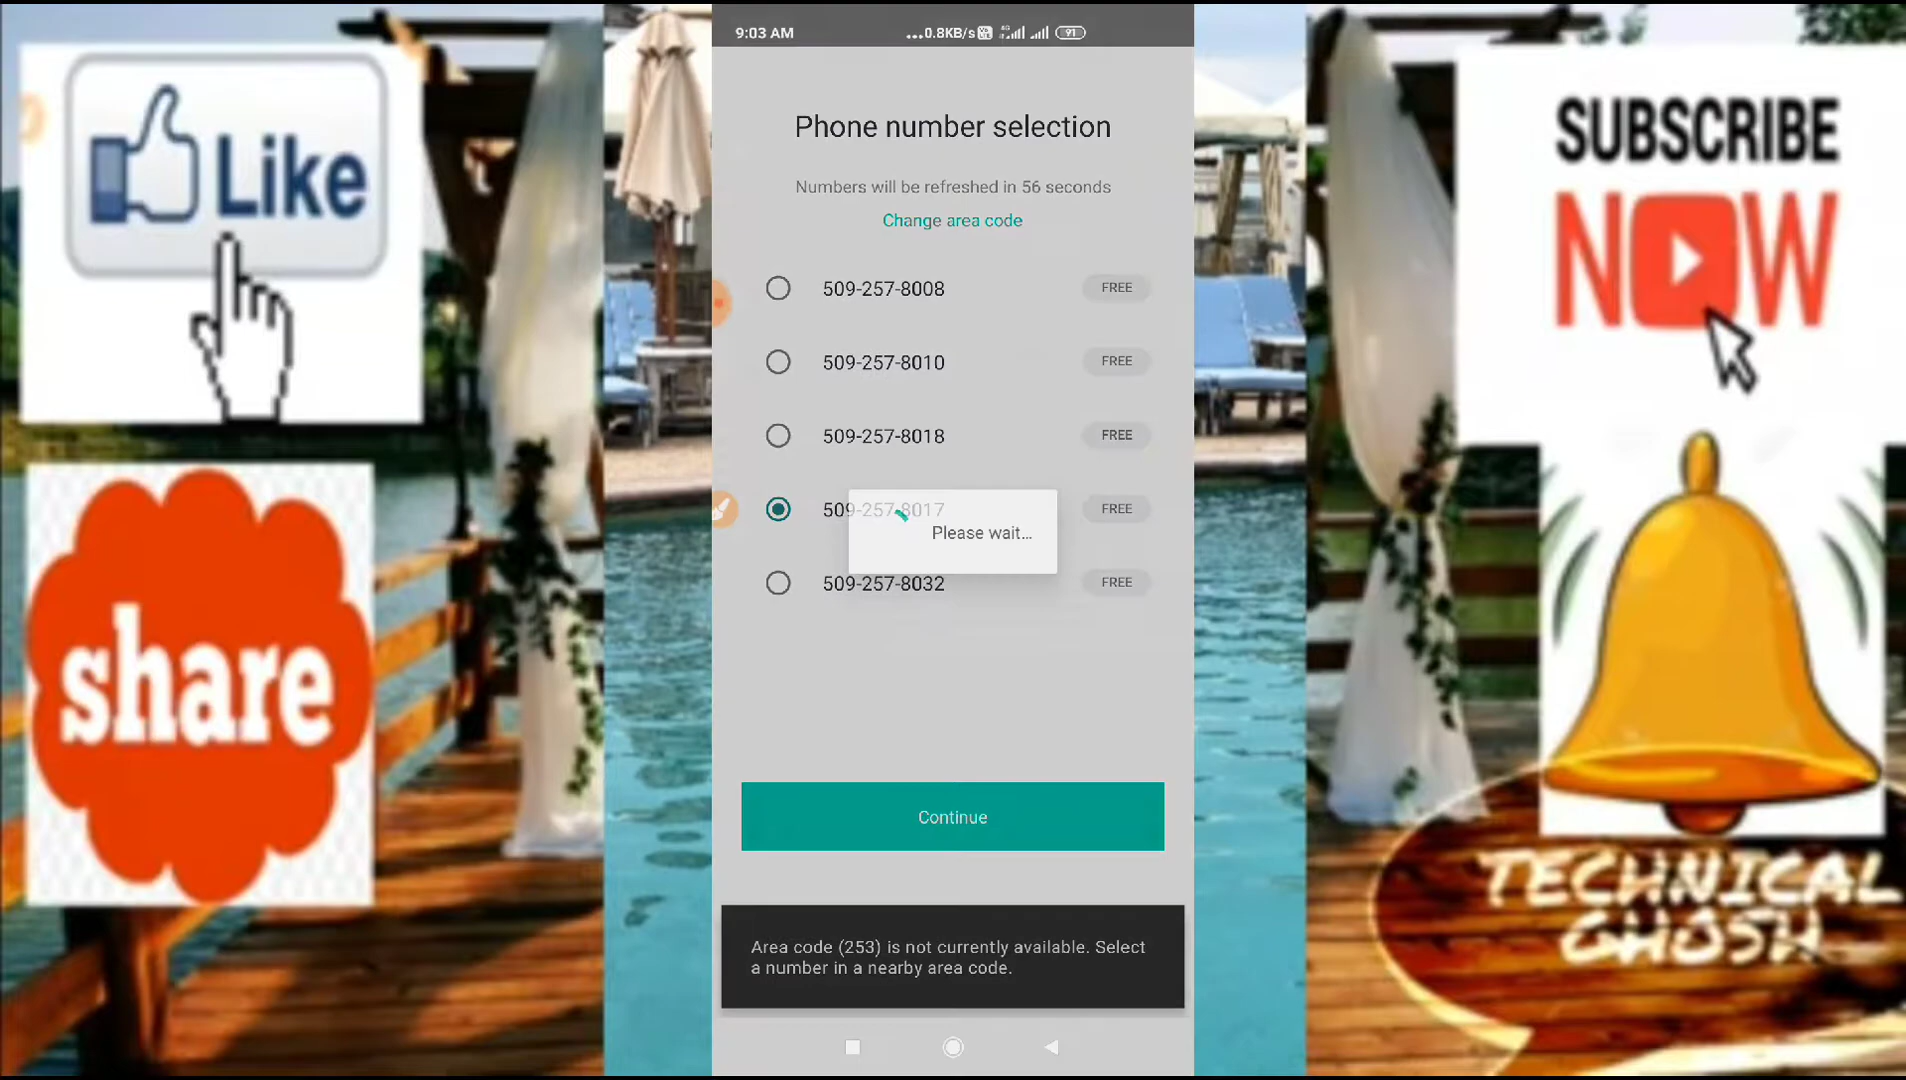 Like
share
9:03 AM
...0.8KB/s
91
Phone number selection
Numbers will be refreshed in 56 seconds
Change area code
509-257-8008 FREE
509-257-8010 FREE
509-257-8018 FREE
509-257-8017 FREE
Please wait...
509-257-8032 FREE
Continue
Area code (253) is not currently available. Select
a number in a nearby area code.
SUBSCRIBE
NOW
TECHNICAL
GHOSH